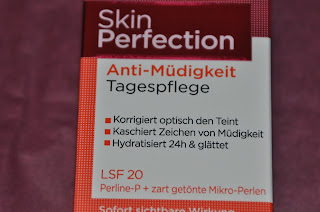 Skin
Perfection
Anti-Müdigkeit
Tagespflege
Korrigiert optisch den Teint
Kaschiert Zeichen von Müdigkeit
Hydratisiert 24h & glättet
LSF 20
Perline-P + zart getönte Mikro-Perlen
Sofort sichtbare Wirkung